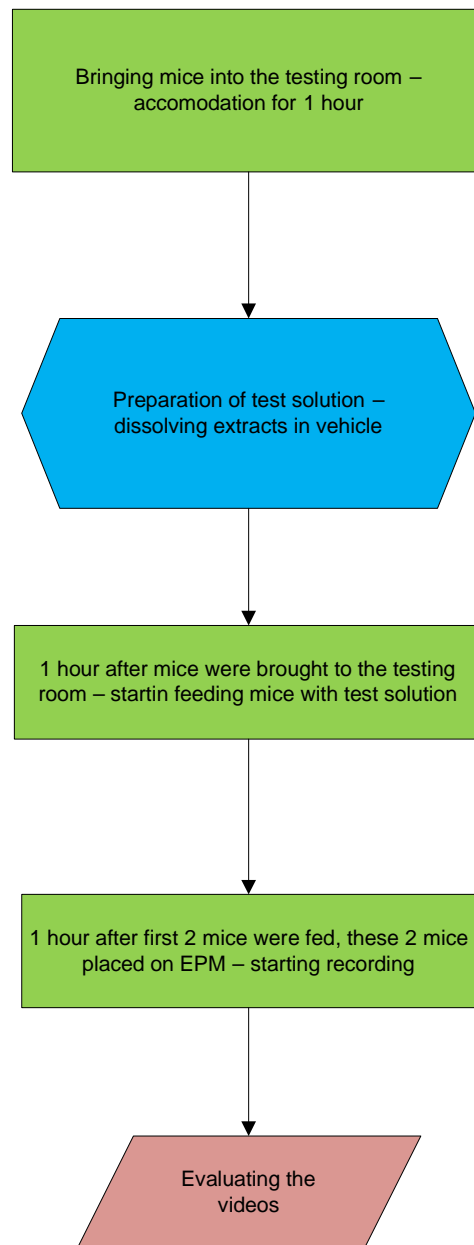 Bringing mice into the testing room –
accomodation for 1 hour
Preparation of test solution –
dissolving extracts in vehicle
1 hour after mice were brought to the testing
room – startin feeding mice with test solution
1 hour after first 2 mice were fed, these 2 mice
placed on EPM – starting recording
Evaluating the
videos